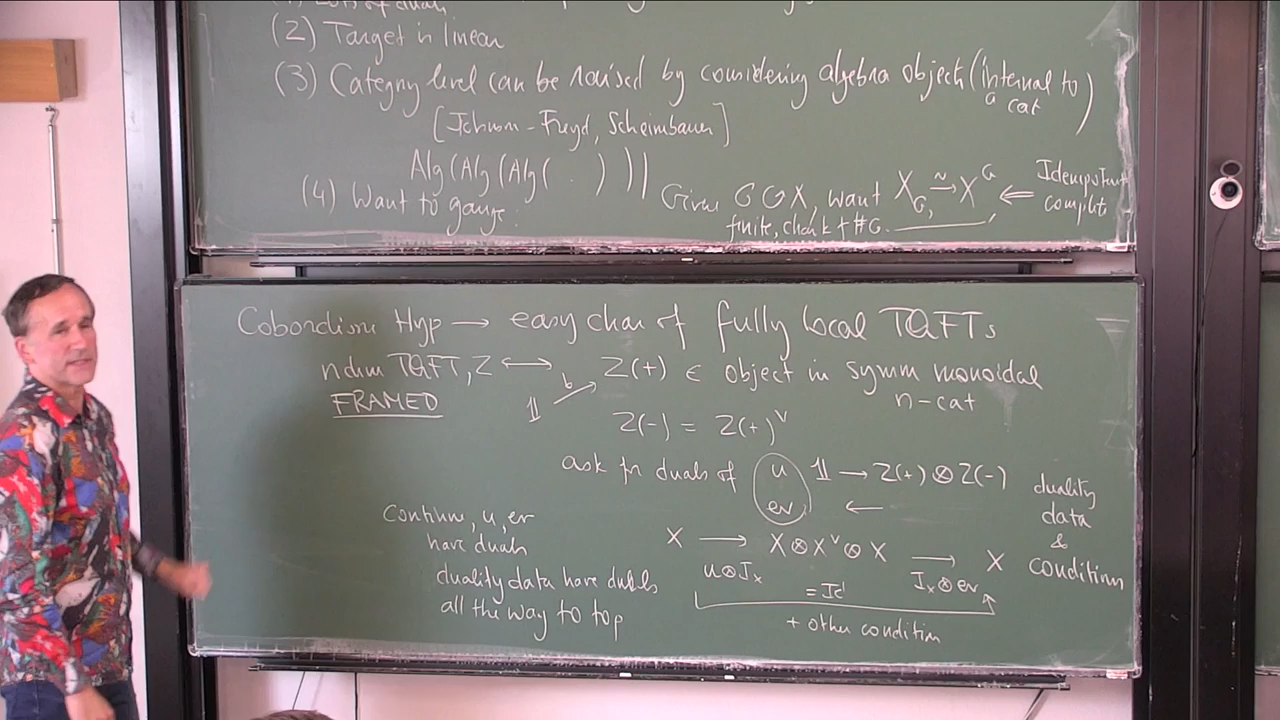 (2) Target is linear
(3) Category level can be raised by considering algebra object (internal to a cat)
[Johnson-Freyd, Scheimbauer]
Alg(Alg(Alg( . )))
(4) Want to gauge.
Given G ↻ X, want X_G, ≃→ X^G ⇐ Idempotent complete
finite, char k ∤ #G.
Cobordism Hyp → easy char of fully local TQFTs
n dim TQFT, Z ↔ Z(+) ∈ object in symm monoidal n-cat
FRAMED
𝟙 b
Z(-) = Z(+)^∨
ask for duals of u 𝟙 → Z(+) ⊗ Z(-)
ev ←
duality data & condition
Continue, u, ev have duals
duality data have duals all the way to top
X → X ⊗ X^∨ ⊗ X → X
u⊗I_x I_x⊗ev
= Id
+ other condition